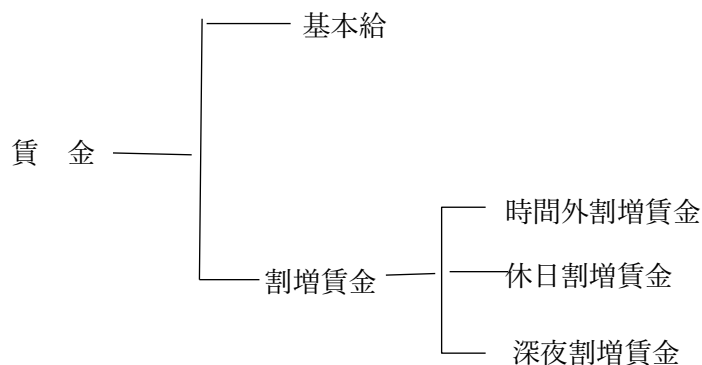 基本給
賃　金
時間外割増賃金
休日割増賃金
割増賃金
深夜割増賃金